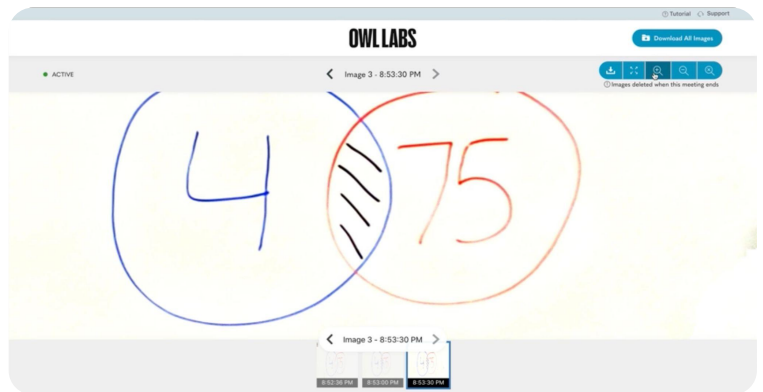 Tutorial Support
OWL LABS
Download All Images
ACTIVE
Image 3 - 8:53:30 PM
Images deleted when this meeting ends
4 75
Image 3 - 8:53:30 PM
8:52:36 PM 8:53:00 PM 8:53:30 PM